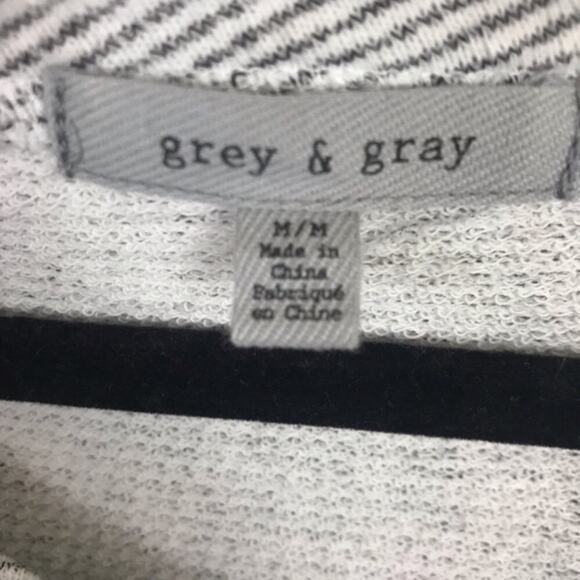 grey & gray
M/M
Made in
China
Fabriqué
en Chine